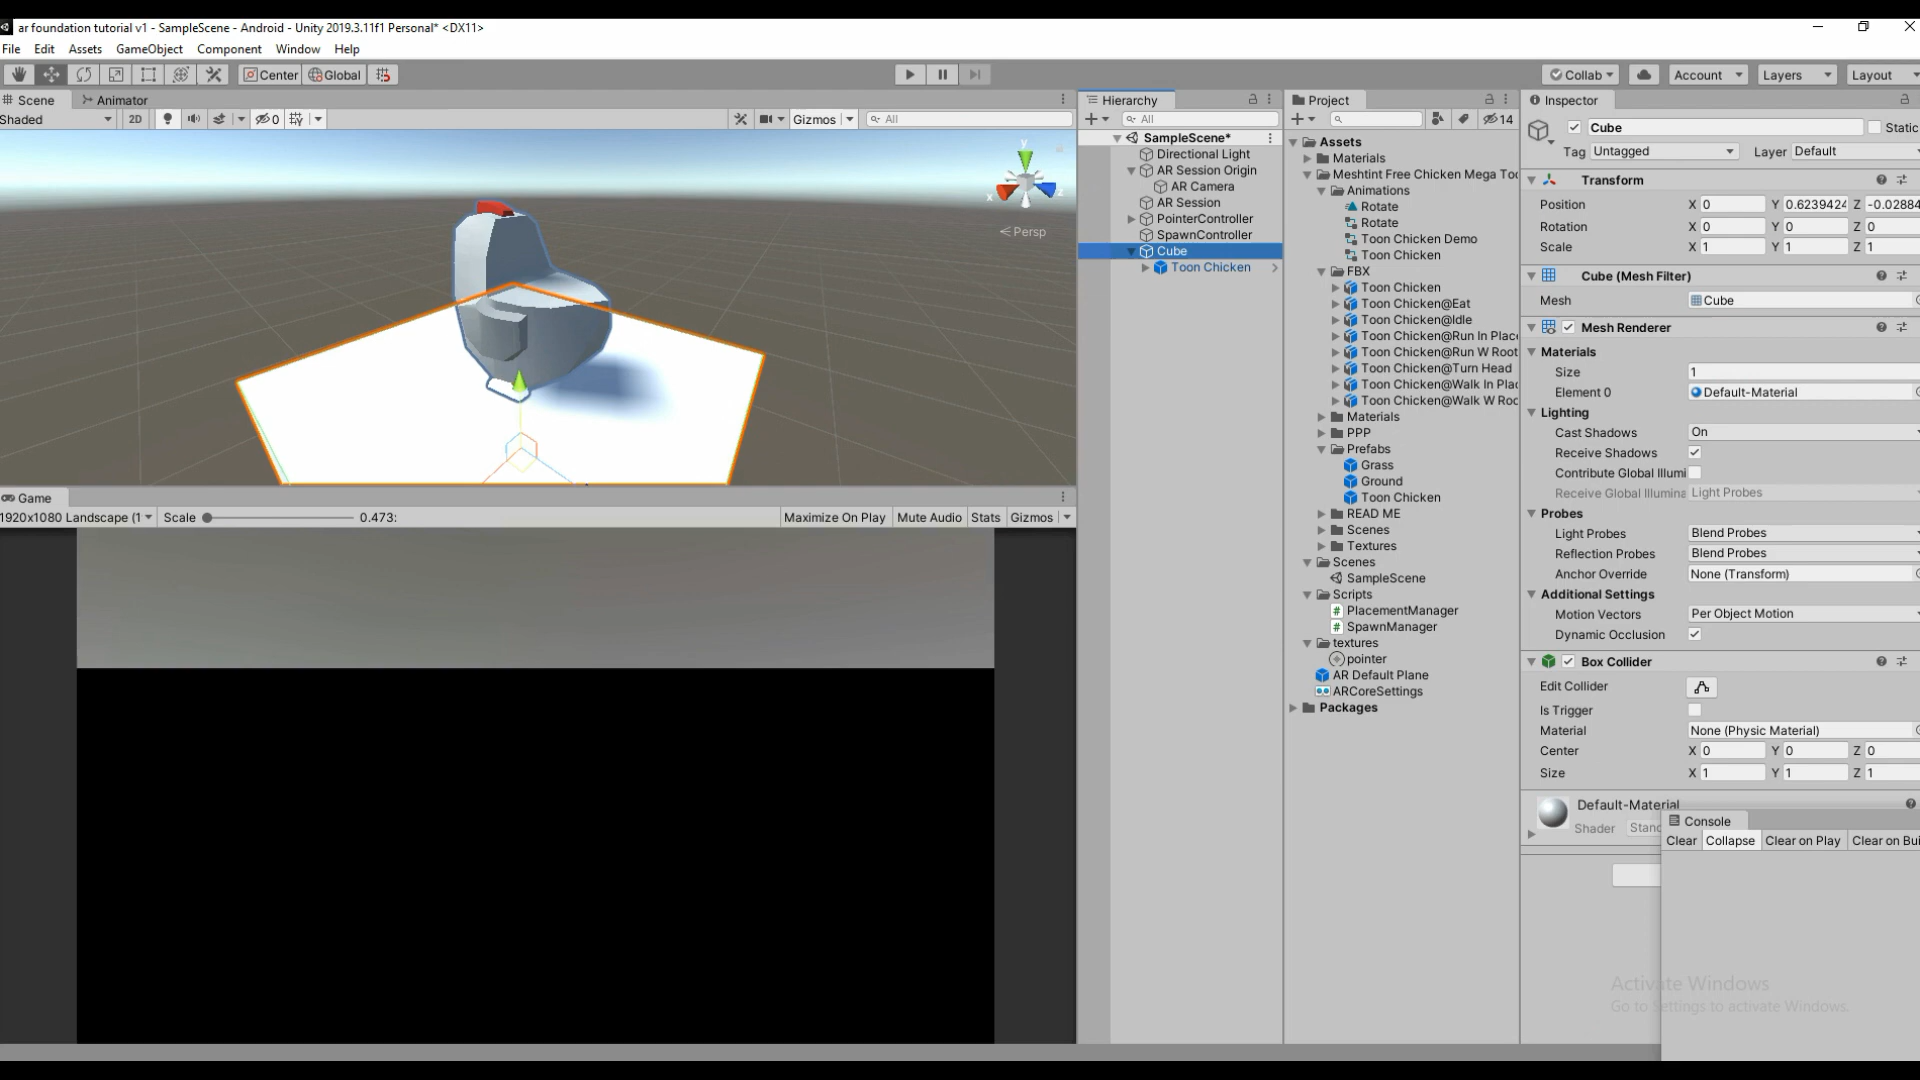 ar foundation tutorial v1 - SampleScene - Android - Unity 2019.3.11f1 Personal* <DX11>
File Edit Assets GameObject Component Window Help
Center Global
Collab Account Layers Layout
Scene Animator
Shaded 2D 0 Gizmos All
y
x
z
Persp
Game
1920x1080 Landscape (1 Scale 0.473: Maximize On Play Mute Audio Stats Gizmos
Hierarchy
All
SampleScene*
Directional Light
AR Session Origin
AR Camera
AR Session
PointerController
SpawnController
Cube
Toon Chicken
Project
14
Assets
Materials
Meshtint Free Chicken Mega Too
Animations
Rotate
Rotate
Toon Chicken Demo
Toon Chicken
FBX
Toon Chicken
Toon Chicken@Eat
Toon Chicken@Idle
Toon Chicken@Run In Place
Toon Chicken@Run W Root
Toon Chicken@Turn Head
Toon Chicken@Walk In Plac
Toon Chicken@Walk W Roo
Materials
PPP
Prefabs
Grass
Ground
Toon Chicken
READ ME
Scenes
Textures
Scenes
SampleScene
Scripts
PlacementManager
SpawnManager
textures
pointer
AR Default Plane
ARCoreSettings
Packages
Inspector
Cube Static
Tag Untagged Layer Default
Transform
Position X 0 Y 0.6239424 Z -0.02884
Rotation X 0 Y 0 Z 0
Scale X 1 Y 1 Z 1
Cube (Mesh Filter)
Mesh Cube
Mesh Renderer
Materials
Size 1
Element 0 Default-Material
Lighting
Cast Shadows On
Receive Shadows
Contribute Global Illumi
Receive Global Illumina Light Probes
Probes
Light Probes Blend Probes
Reflection Probes Blend Probes
Anchor Override None (Transform)
Additional Settings
Motion Vectors Per Object Motion
Dynamic Occlusion
Box Collider
Edit Collider
Is Trigger
Material None (Physic Material)
Center X 0 Y 0 Z 0
Size X 1 Y 1 Z 1
Default-Material
Shader Stand
Console
Clear Collapse Clear on Play Clear on Bui
Activate Windows
Go to Settings to activate Windows.